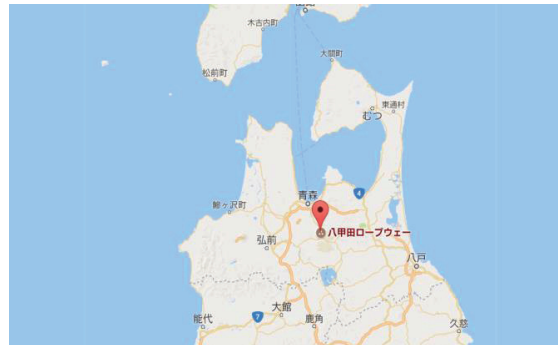 木古内町
大間町
松前町
東通村
むつ
4
青森
鰺ヶ沢町
八甲田ロープウェー
弘前
八戸
大館
能代
7
鹿角
久慈